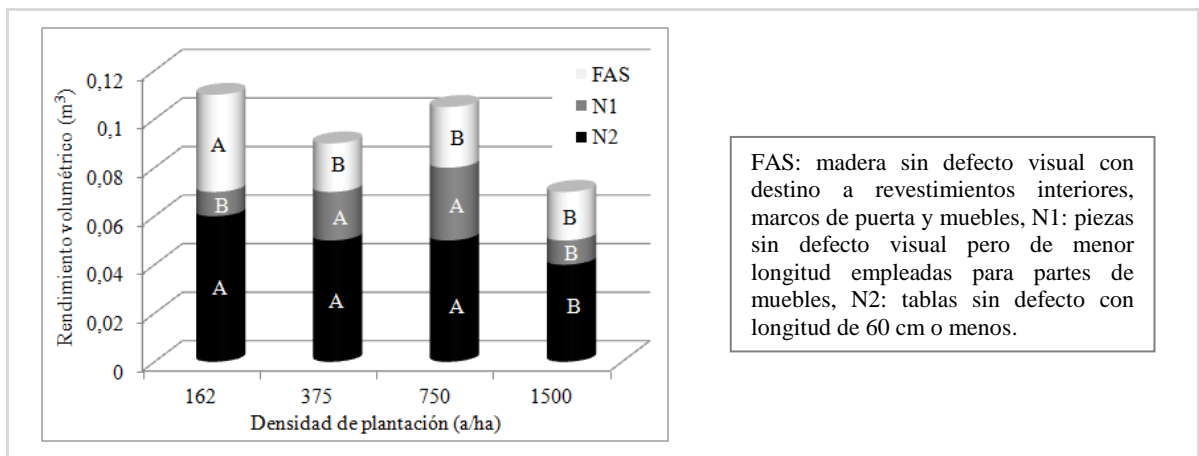 Rendimiento volumétrico (m³)
0,12
0,1
0,08
0,06
0,04
0,02
0
FAS
N1
N2
A
B
A
B
A
A
B
A
A
B
B
B
162
375
750
1500
Densidad de plantación (a/ha)
FAS: madera sin defecto visual con
destino a revestimientos interiores,
marcos de puerta y muebles, N1: piezas
sin defecto visual pero de menor
longitud empleadas para partes de
muebles, N2: tablas sin defecto con
longitud de 60 cm o menos.